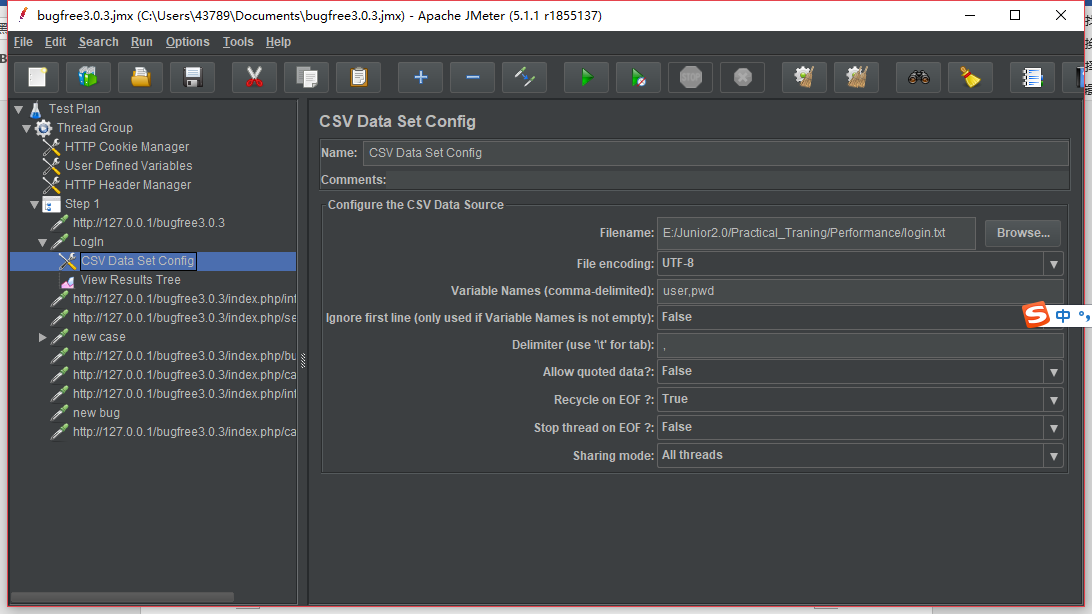 bugfree3.0.3.jmx (C:\Users\43789\Documents\bugfree3.0.3.jmx) - Apache JMeter (5.1.1 r1855137)
File Edit Search Run Options Tools Help
STOP
Test Plan
Thread Group
HTTP Cookie Manager
User Defined Variables
HTTP Header Manager
Step 1
http://127.0.0.1/bugfree3.0.3
LogIn
CSV Data Set Config
View Results Tree
http://127.0.0.1/bugfree3.0.3/index.php/inf
http://127.0.0.1/bugfree3.0.3/index.php/se
new case
http://127.0.0.1/bugfree3.0.3/index.php/bu
http://127.0.0.1/bugfree3.0.3/index.php/ca
http://127.0.0.1/bugfree3.0.3/index.php/inf
new bug
http://127.0.0.1/bugfree3.0.3/index.php/ca
CSV Data Set Config
Name: CSV Data Set Config
Comments:
Configure the CSV Data Source
Filename: E:/Junior2.0/Practical_Traning/Performance/login.txt Browse...
File encoding: UTF-8
Variable Names (comma-delimited): user,pwd
Ignore first line (only used if Variable Names is not empty): False
Delimiter (use '\t' for tab): ,
Allow quoted data?: False
Recycle on EOF ?: True
Stop thread on EOF ?: False
Sharing mode: All threads
S 中 °,